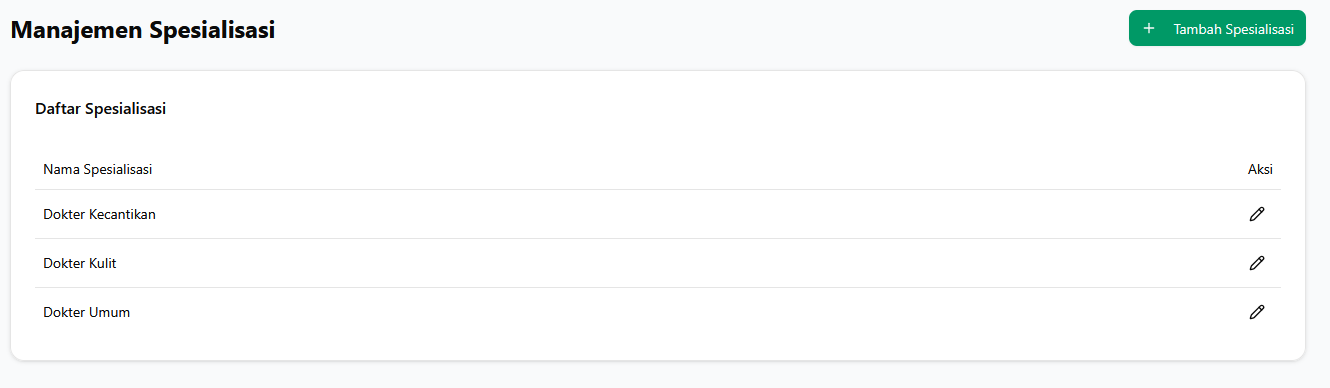 Manajemen Spesialisasi
Tambah Spesialisasi
Daftar Spesialisasi
Nama Spesialisasi Aksi
Dokter Kecantikan
Dokter Kulit
Dokter Umum